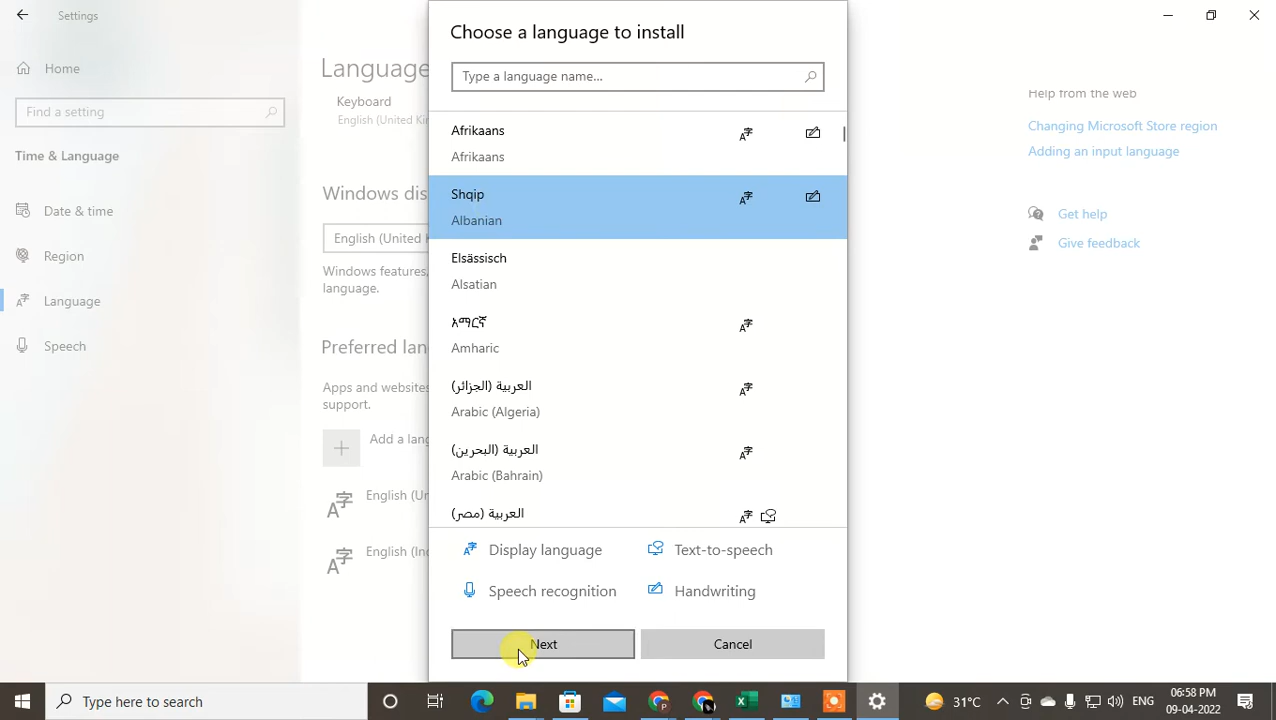 Settings
Home
Find a setting
Time & Language
Date & time
Region
Language
Speech
Language
Keyboard
English (United Kin
Windows dis
English (United K
Windows features,
language.
Preferred lan
Apps and websites
support.
Add a lang
English (Un
English (Ind
Choose a language to install
Type a language name...
Afrikaans
Afrikaans
Shqip
Albanian
Elsässisch
Alsatian
አማርኛ
Amharic
العربية (الجزائر)
Arabic (Algeria)
العربية (البحرين)
Arabic (Bahrain)
العربية (مصر)
Display language
Text-to-speech
Speech recognition
Handwriting
Next
Cancel
Help from the web
Changing Microsoft Store region
Adding an input language
Get help
Give feedback
Type here to search
31°C
ENG
06:58 PM
09-04-2022